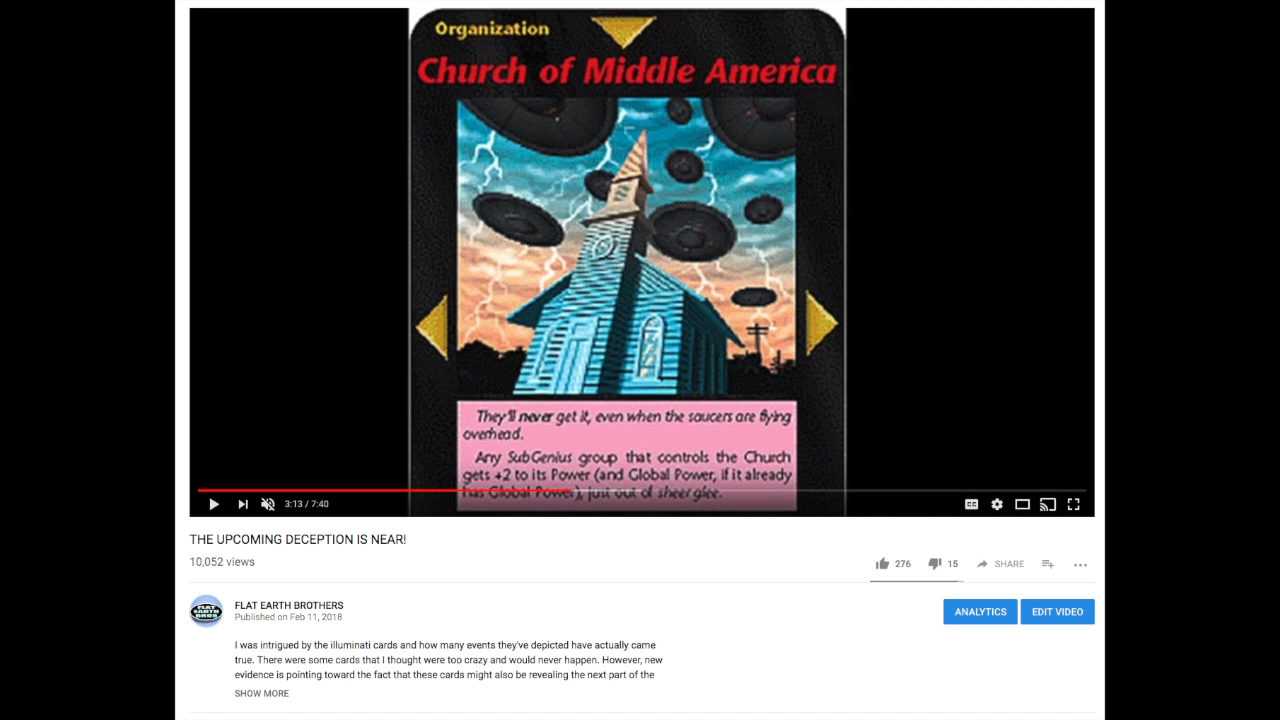 Organization
Church of Middle America
They'll never get it, even when the saucers are flying
overhead.
Any SubGenius group that controls the Church
gets +2 to its Power (and Global Power, if it already
has Global Power), just out of sheer glee.
3:13 / 7:40
CC
THE UPCOMING DECEPTION IS NEAR!
10,052 views
276 15 SHARE
FLAT EARTH BROTHERS
Published on Feb 11, 2018
ANALYTICS EDIT VIDEO
FLAT
EARTH
BROS
I was intrigued by the illuminati cards and how many events they've depicted have actually came
true. There were some cards that I thought were too crazy and would never happen. However, new
evidence is pointing toward the fact that these cards might also be revealing the next part of the
SHOW MORE